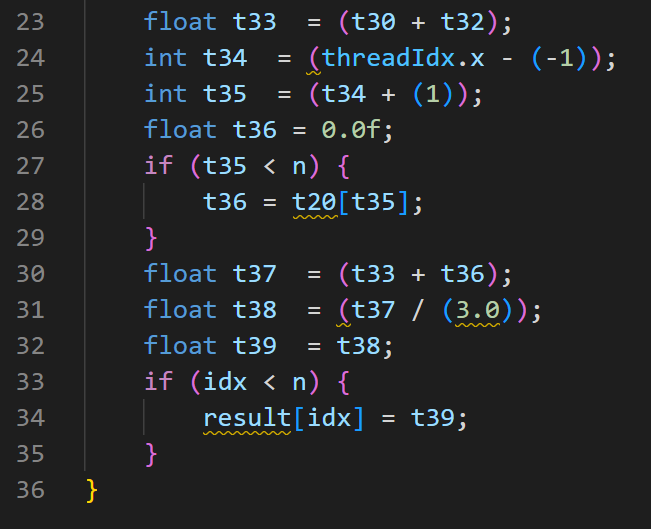 23 float t33  = (t30 + t32);
24 int t34  = (threadIdx.x - (-1));
25 int t35  = (t34 + (1));
26 float t36 = 0.0f;
27 if (t35 < n) {
28 t36 = t20[t35];
29 }
30 float t37  = (t33 + t36);
31 float t38  = (t37 / (3.0));
32 float t39  = t38;
33 if (idx < n) {
34 result[idx] = t39;
35 }
36 }